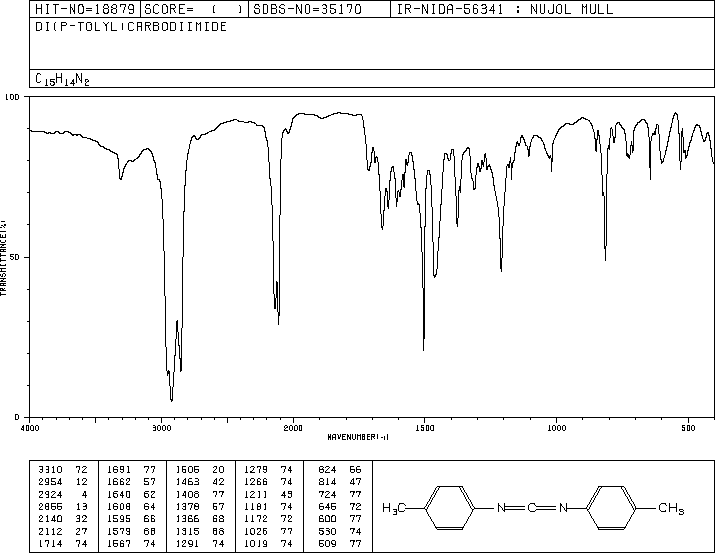 HIT-NO=18879 SCORE= ( ) SDBS-NO=35170 IR-NIDA-56341 : NUJOL MULL
DI(P-TOLYL)CARBODIIMIDE
C15H14N2
100
50
0
TRANSMITTANCE(%)
4000 3000 2000 1500 1000 500
WAVENUMBER(-1)
3310 72 1691 77 1506 20 1279 74 824 66
2954 12 1662 57 1463 42 1266 74 814 47
2924 4 1640 62 1408 77 1211 43 724 77
2866 13 1608 64 1378 57 1181 74 645 72
2140 32 1595 66 1366 68 1172 72 600 77
2112 27 1579 68 1315 68 1026 77 530 74
1714 74 1567 74 1291 74 1019 74 509 77
H3C N C N CH3